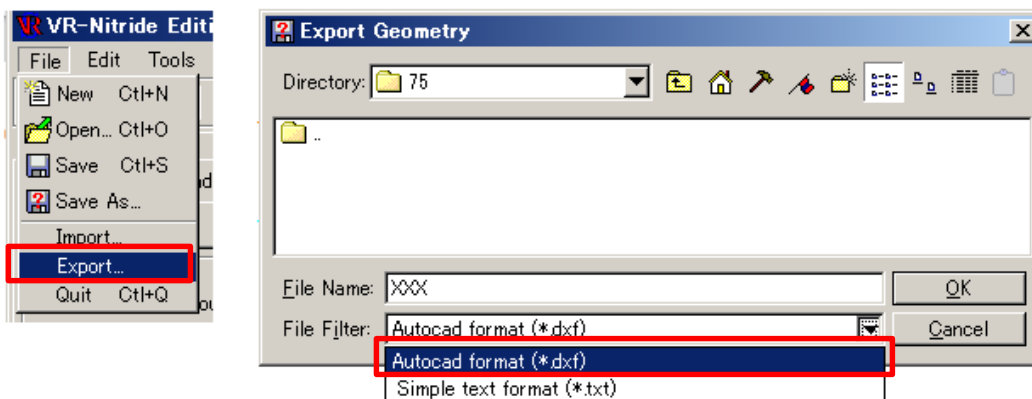 VR-Nitride Editi
File Edit Tools
New Ctl+N
Open... Ctl+O
Save Ctl+S
Save As...
Import...
Export...
Quit Ctl+Q
Export Geometry
Directory: 75
..
File Name: XXX
OK
File Filter: Autocad format (*.dxf)
Cancel
Autocad format (*.dxf)
Simple text format (*.txt)